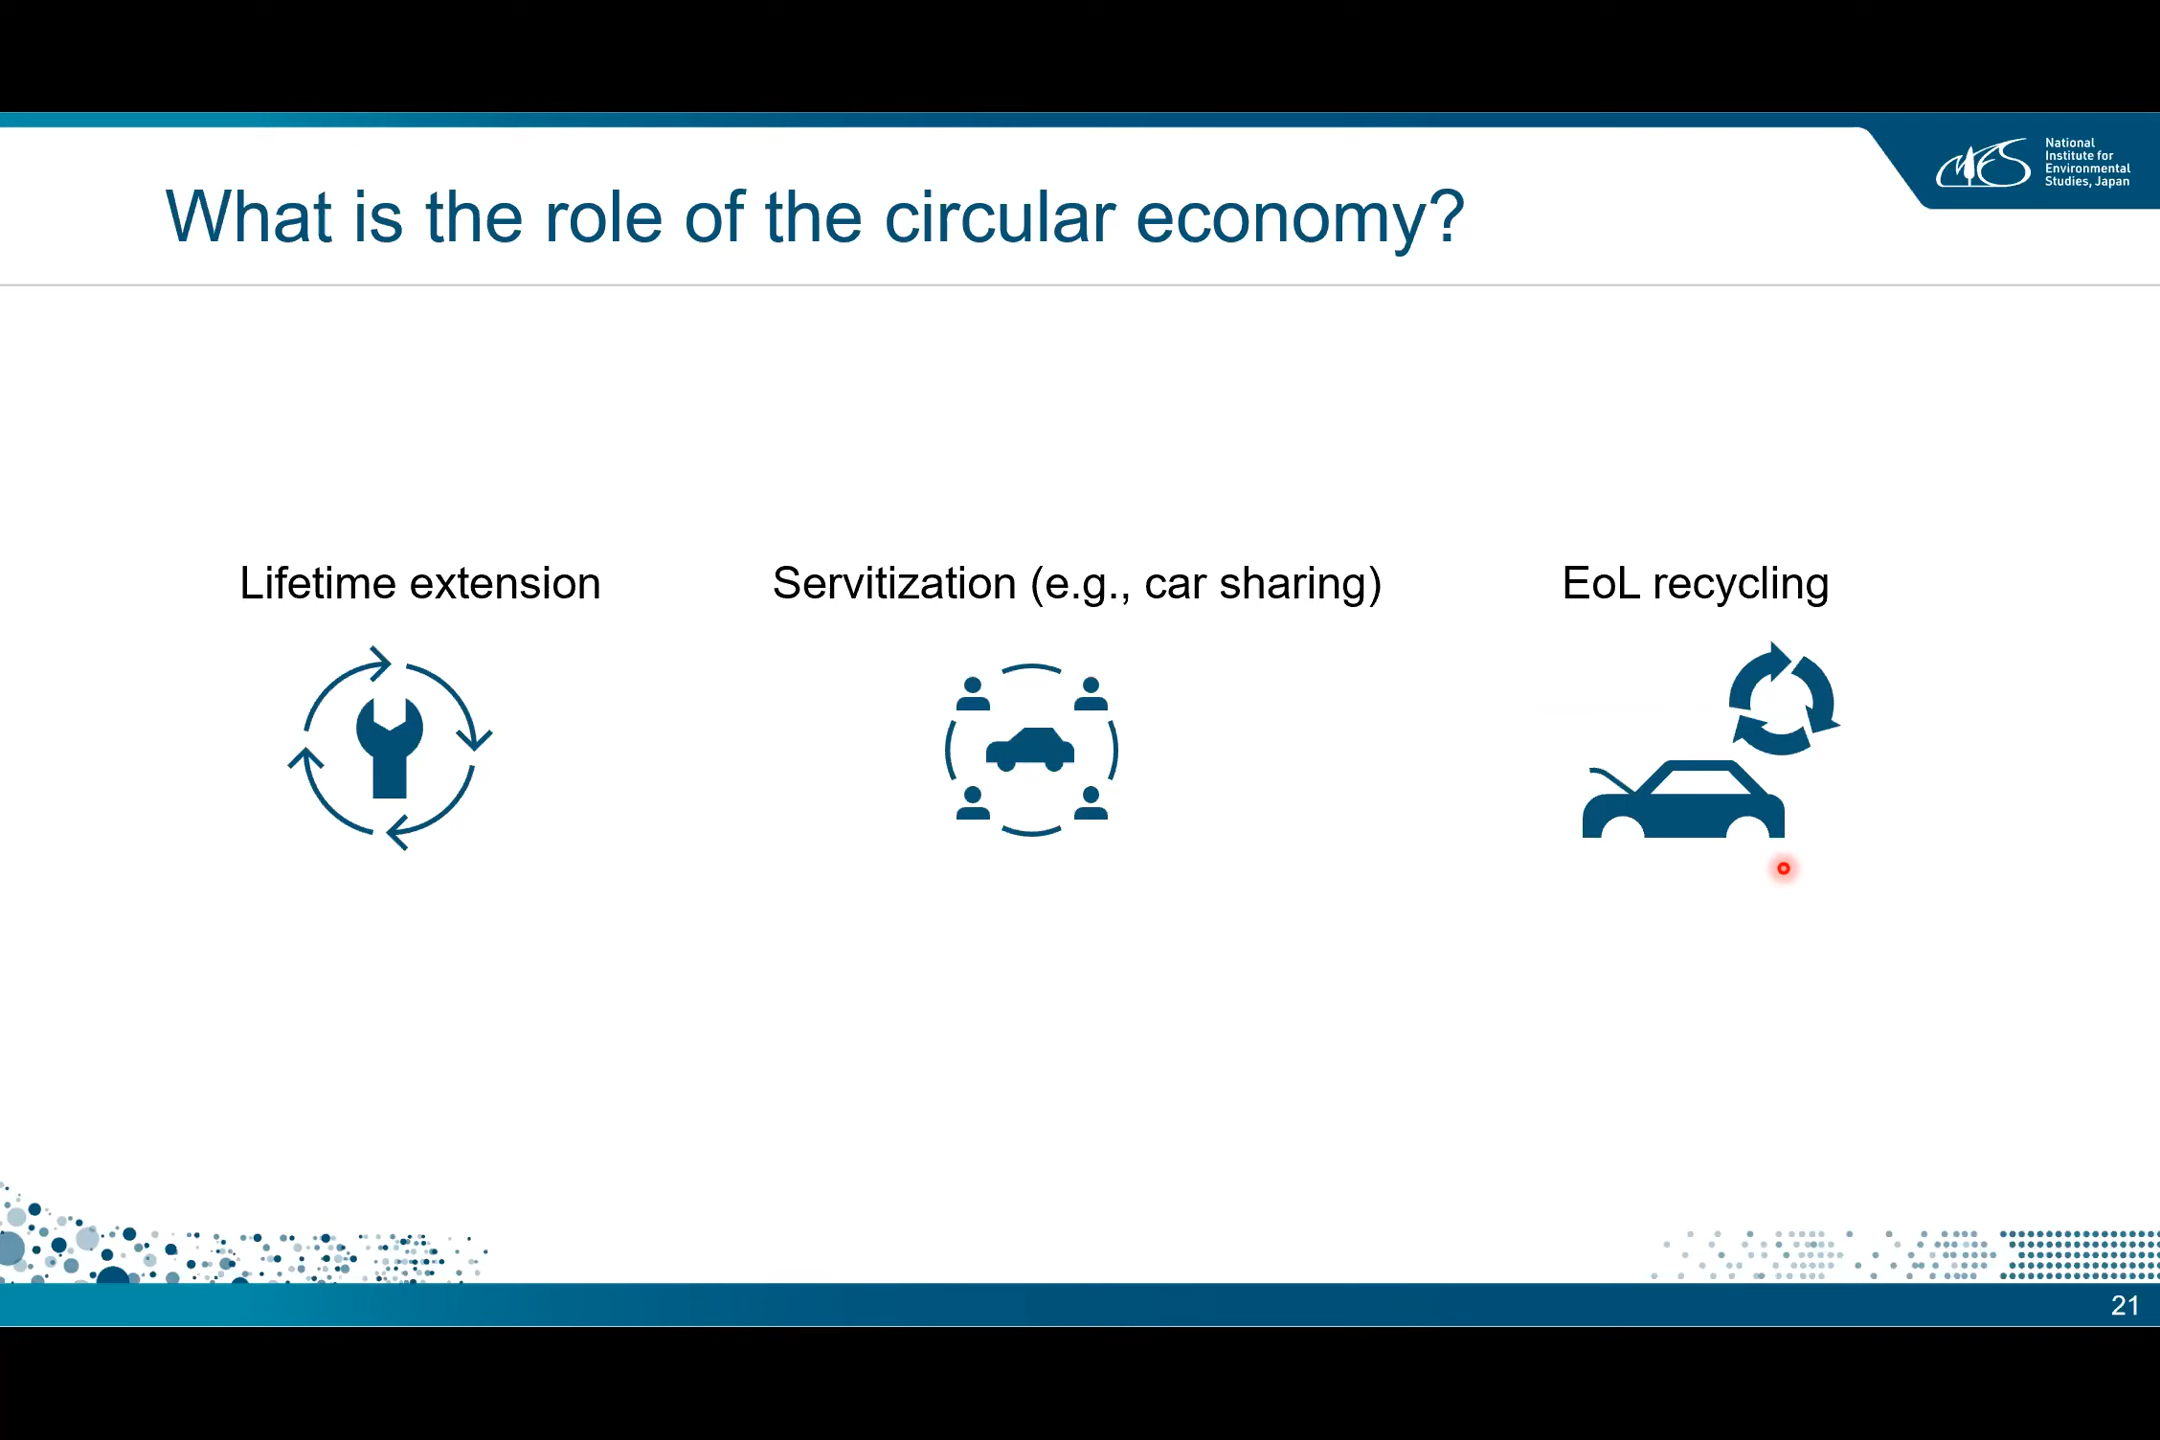 National
Institute for
Environmental
Studies, Japan
What is the role of the circular economy?
Lifetime extension
Servitization (e.g., car sharing)
EoL recycling
21